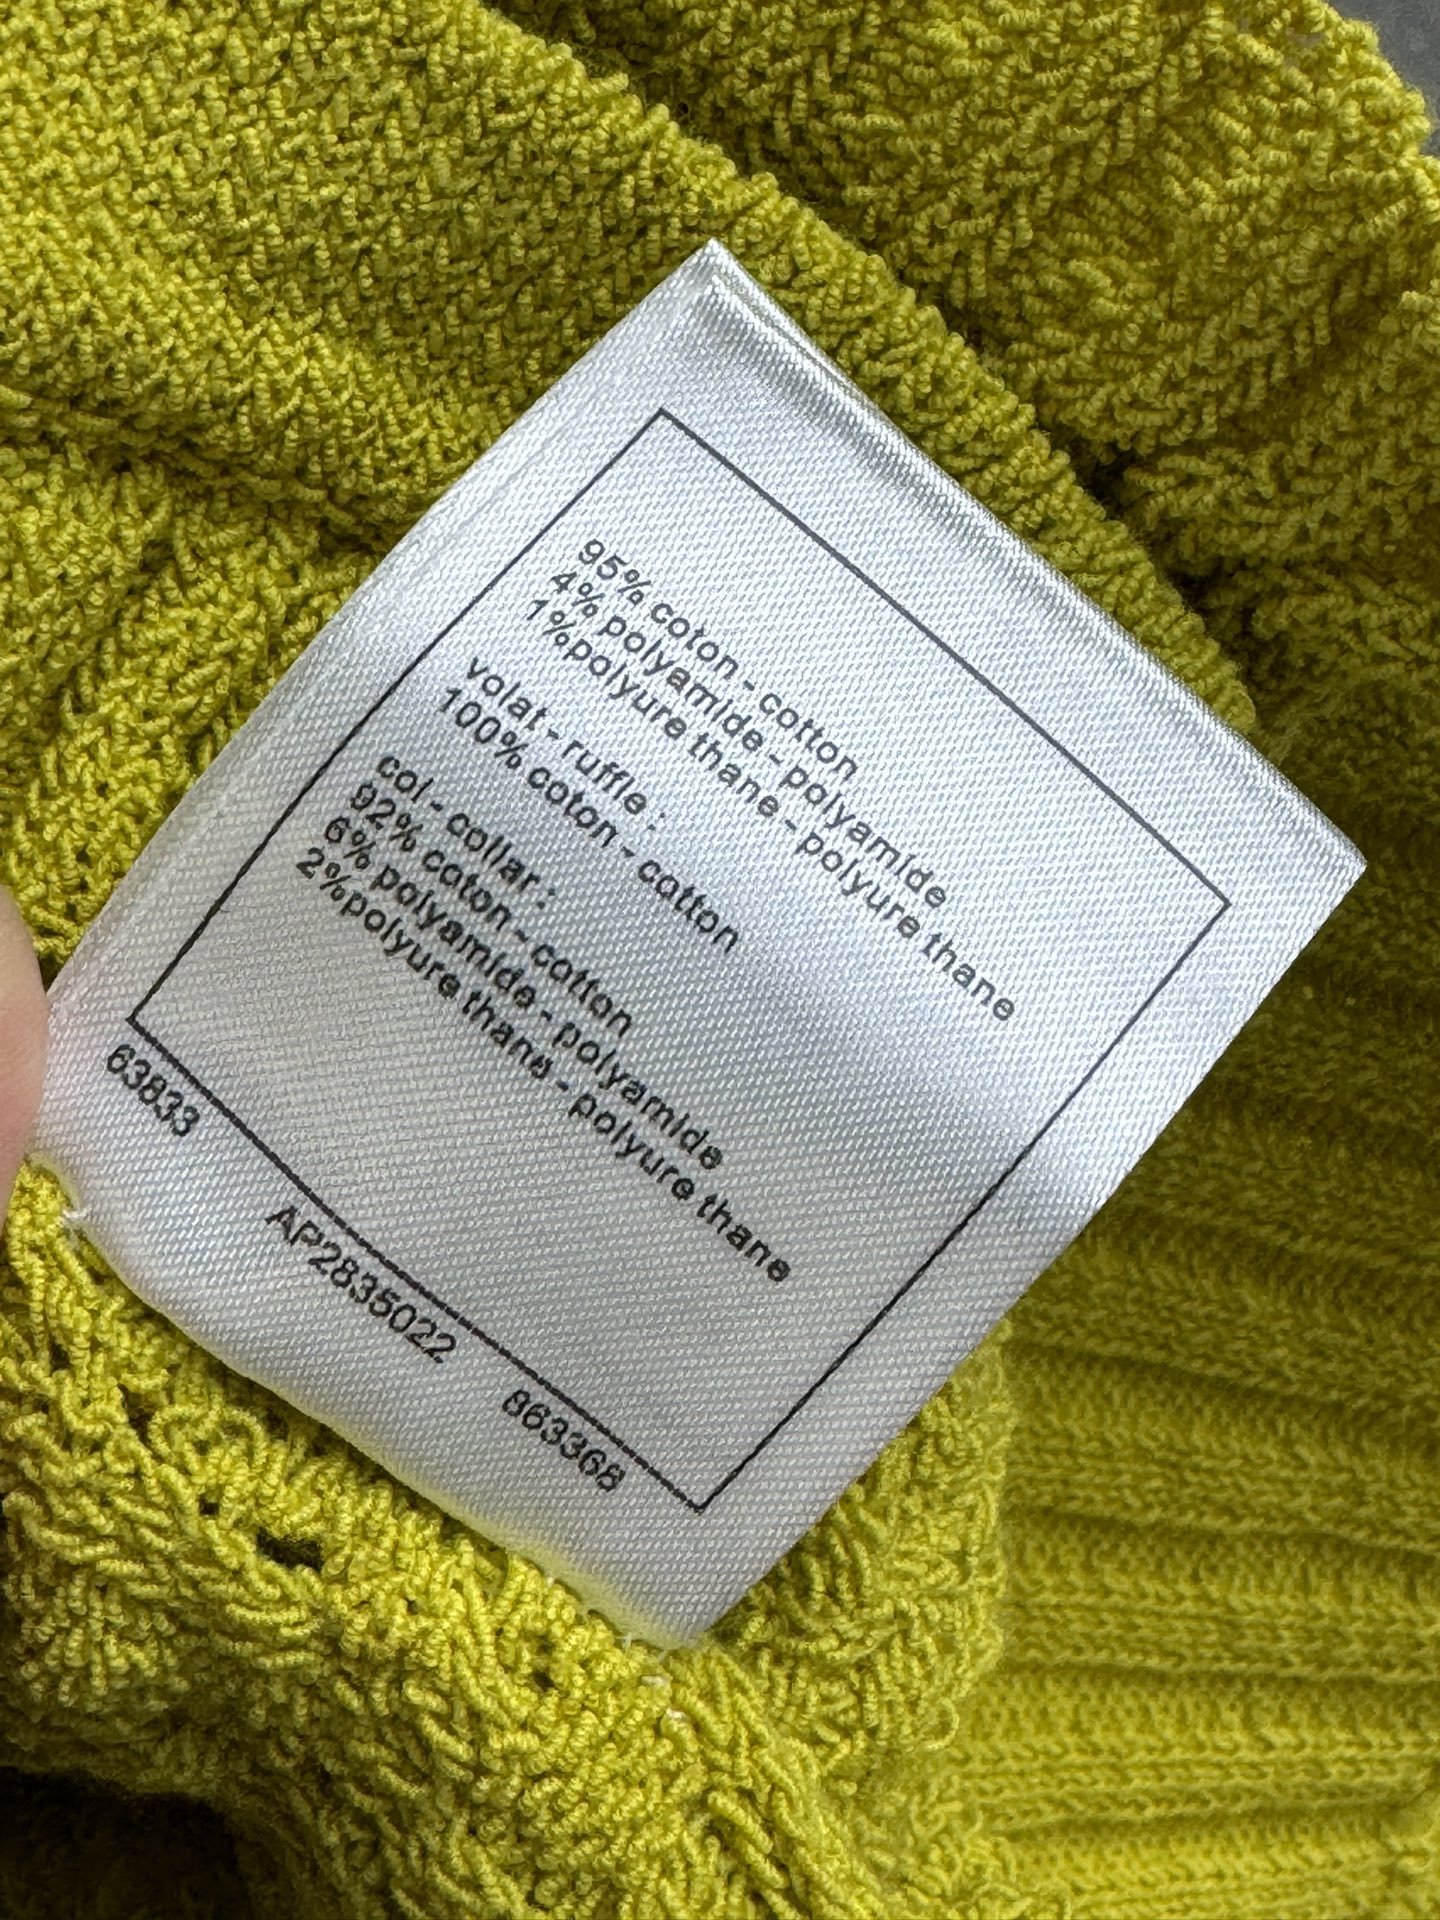 95% coton - cotton
4% polyamide - polyamide
1%polyure thane - polyure thane
volat - ruffle :
100% coton - cotton
col - collar :
92% coton - cotton
6% polyamide - polyamide
2%polyure thane - polyure thane
63833 AP2835022 863368